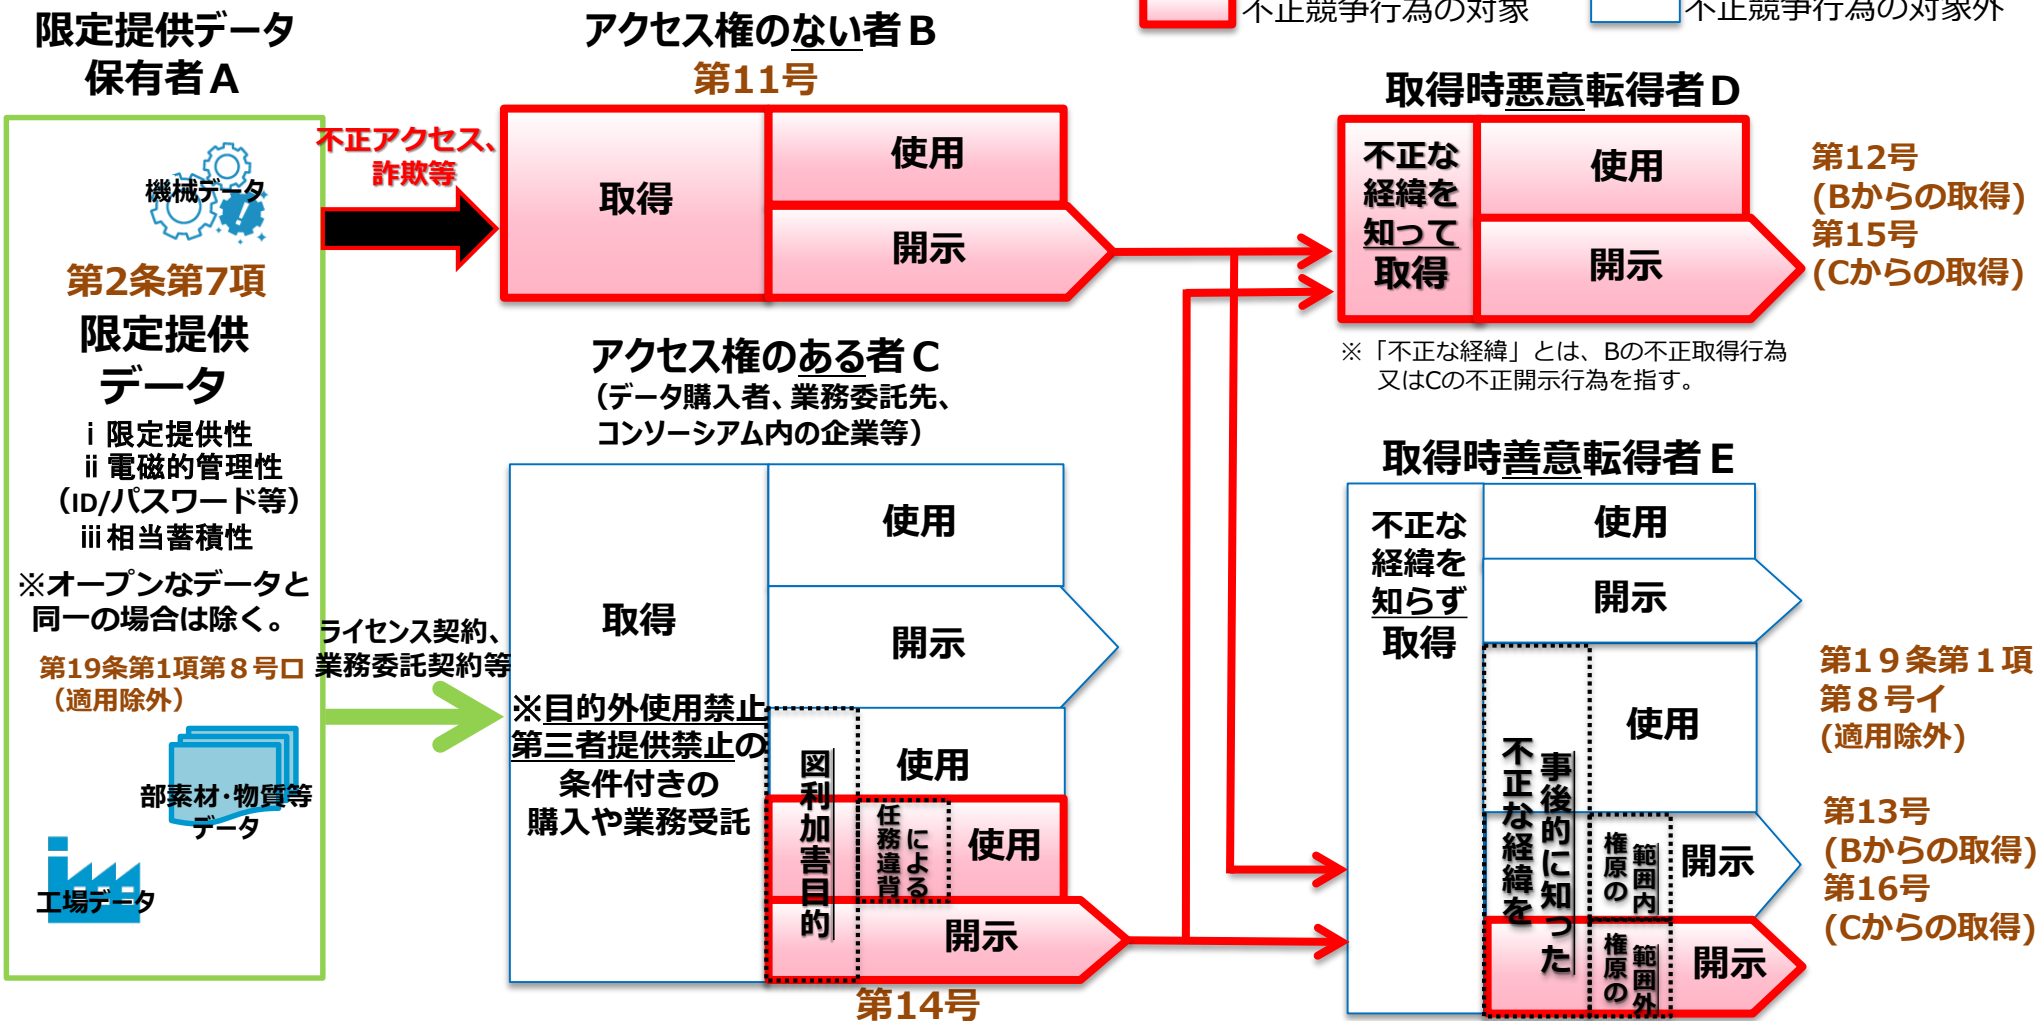 不正競争行為の対象
不正競争行為の対象外
限定提供データ
保有者A
機械データ
第2条第7項
限定提供
データ
ⅰ限定提供性
ⅱ電磁的管理性
（ID/パスワード等）
ⅲ相当蓄積性
※オープンなデータと
同一の場合は除く。
第19条第1項第８号ロ
（適用除外）
部素材・物質等
データ
工場データ
不正アクセス、
詐欺等
ライセンス契約、
業務委託契約等
アクセス権のない者B
第11号
取得
使用
開示
アクセス権のある者C
（データ購入者、業務委託先、
コンソーシアム内の企業等）
取得
※目的外使用禁止
第三者提供禁止の
条件付きの
購入や業務受託
使用
開示
図利加害目的
使用
任務違背
による
使用
開示
第14号
取得時悪意転得者D
不正な
経緯を
知って
取得
使用
開示
第12号
(Bからの取得)
第15号
(Cからの取得)
※「不正な経緯」とは、Bの不正取得行為
又はCの不正開示行為を指す。
取得時善意転得者E
不正な
経緯を
知らず
取得
使用
開示
不正な経緯を
事後的に知った
使用
権原の
範囲内
開示
権原の
範囲外
開示
第1９条第１項
第８号イ
(適用除外)
第13号
(Bからの取得)
第16号
(Cからの取得)